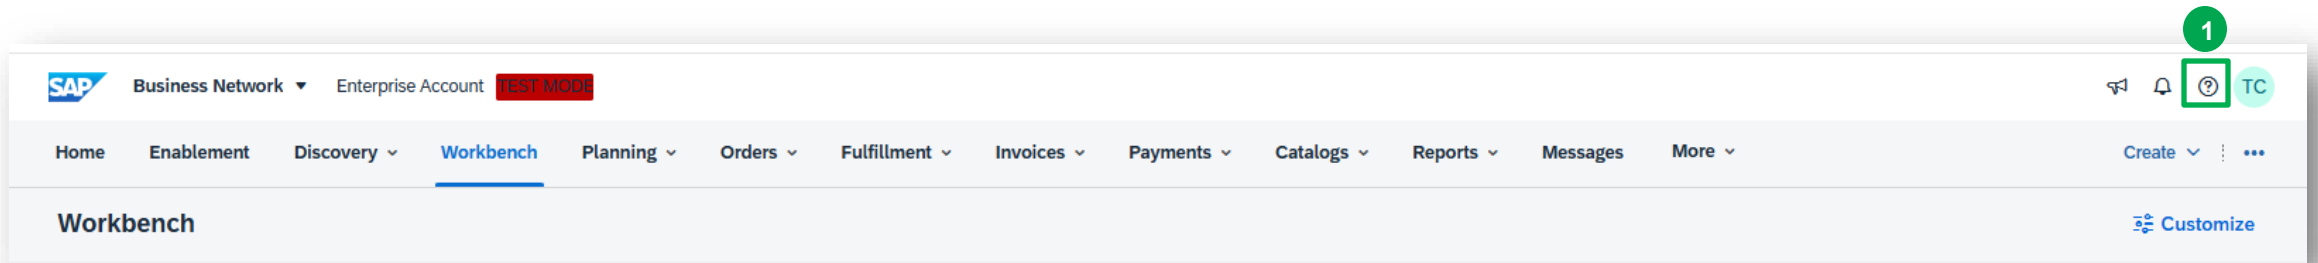 1
SAP Business Network Enterprise Account TEST MODE TC
Home Enablement Discovery Workbench Planning Orders Fulfillment Invoices Payments Catalogs Reports Messages More Create
Workbench Customize